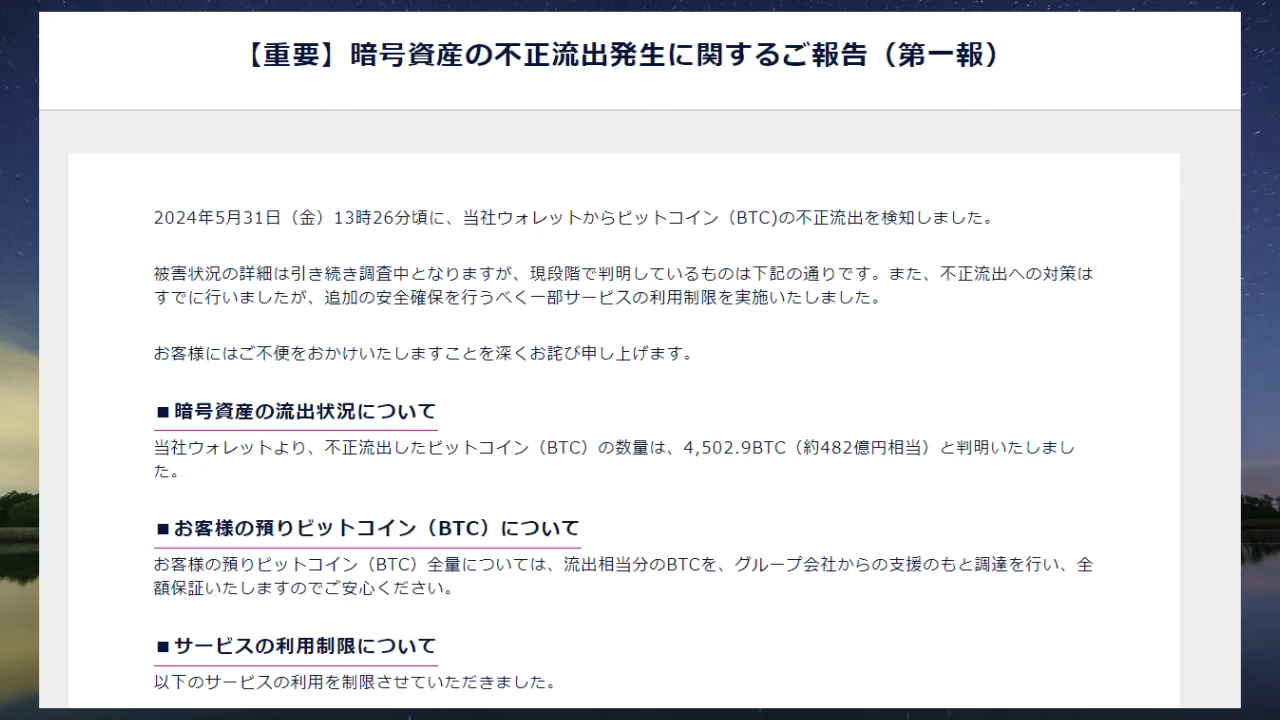 【重要】暗号資産の不正流出発生に関するご報告（第一報）
2024年5月31日（金）13時26分頃に、当社ウォレットからビットコイン（BTC)の不正流出を検知しました。
被害状況の詳細は引き続き調査中となりますが、現段階で判明しているものは下記の通りです。また、不正流出への対策は
すでに行いましたが、追加の安全確保を行うべく一部サービスの利用制限を実施いたしました。
お客様にはご不便をおかけいたしますことを深くお詫び申し上げます。
■暗号資産の流出状況について
当社ウォレットより、不正流出したビットコイン（BTC）の数量は、4,502.9BTC（約482億円相当）と判明いたしまし
た。
■お客様の預りビットコイン（BTC）について
お客様の預りビットコイン（BTC）全量については、流出相当分のBTCを、グループ会社からの支援のもと調達を行い、全
額保証いたしますのでご安心ください。
■サービスの利用制限について
以下のサービスの利用を制限させていただきました。